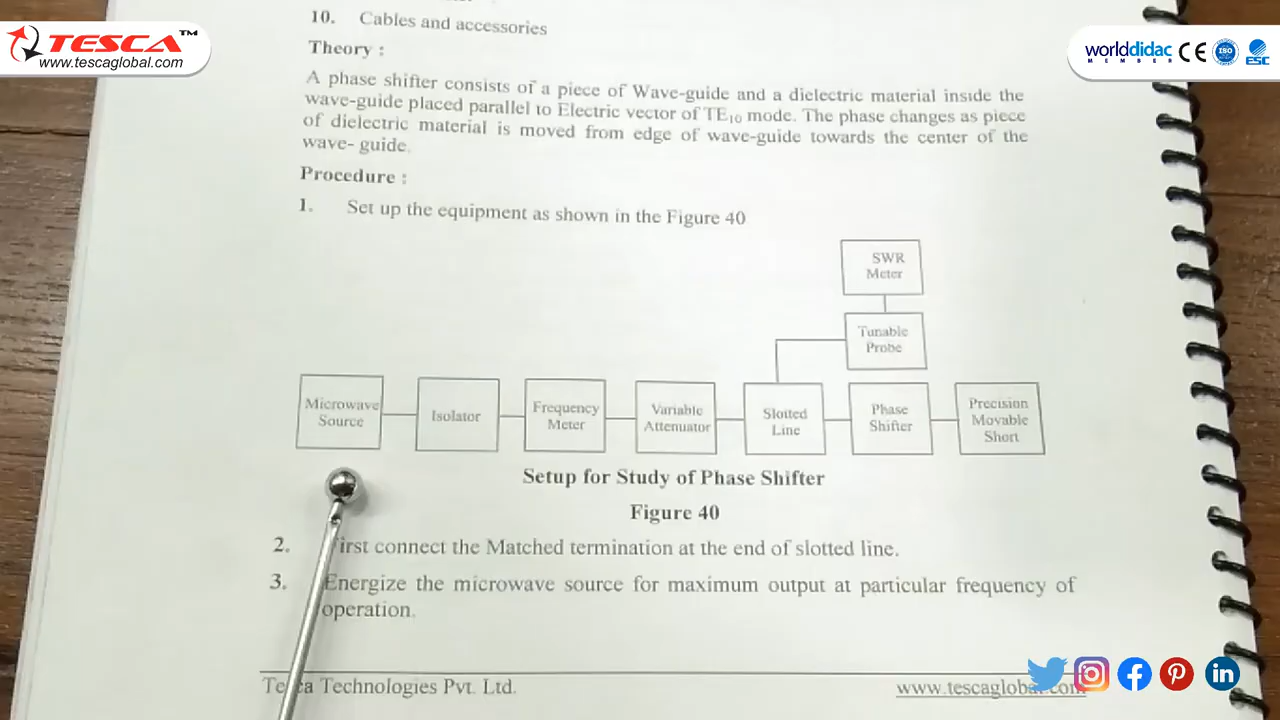 10. Cables and accessories
TESCA™
www.tescaglobal.com
worlddidac
MEMBER
CE
ISO
ESC
Theory :
A phase shifter consists of a piece of Wave-guide and a dielectric material inside the
wave-guide placed parallel to Electric vector of TE10 mode. The phase changes as piece
of dielectric material is moved from edge of wave-guide towards the center of the
wave- guide.
Procedure :
1. Set up the equipment as shown in the Figure 40
SWR
Meter
Tunable
Probe
Microwave
Source
Isolator
Frequency
Meter
Variable
Attenuator
Slotted
Line
Phase
Shifter
Precision
Movable
Short
Setup for Study of Phase Shifter
Figure 40
2. First connect the Matched termination at the end of slotted line.
3. Energize the microwave source for maximum output at particular frequency of
operation.
Tesca Technologies Pvt. Ltd.
www.tescaglobal.com